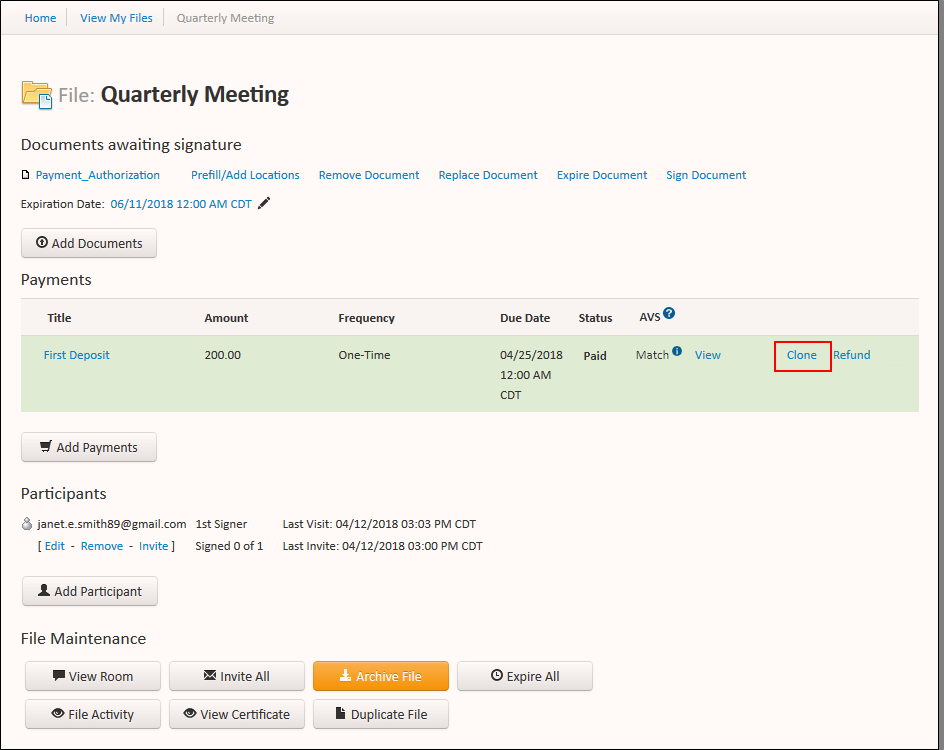 Home View My Files Quarterly Meeting
File: Quarterly Meeting
Documents awaiting signature
Payment_Authorization Prefill/Add Locations Remove Document Replace Document Expire Document Sign Document
Expiration Date: 06/11/2018 12:00 AM CDT
Add Documents
Payments
Title Amount Frequency Due Date Status AVS ?
First Deposit 200.00 One-Time 04/25/2018 Paid Match i View Clone Refund
12:00 AM
CDT
Add Payments
Participants
janet.e.smith89@gmail.com 1st Signer Last Visit: 04/12/2018 03:03 PM CDT
[ Edit - Remove - Invite ] Signed 0 of 1 Last Invite: 04/12/2018 03:00 PM CDT
Add Participant
File Maintenance
View Room Invite All Archive File Expire All
File Activity View Certificate Duplicate File